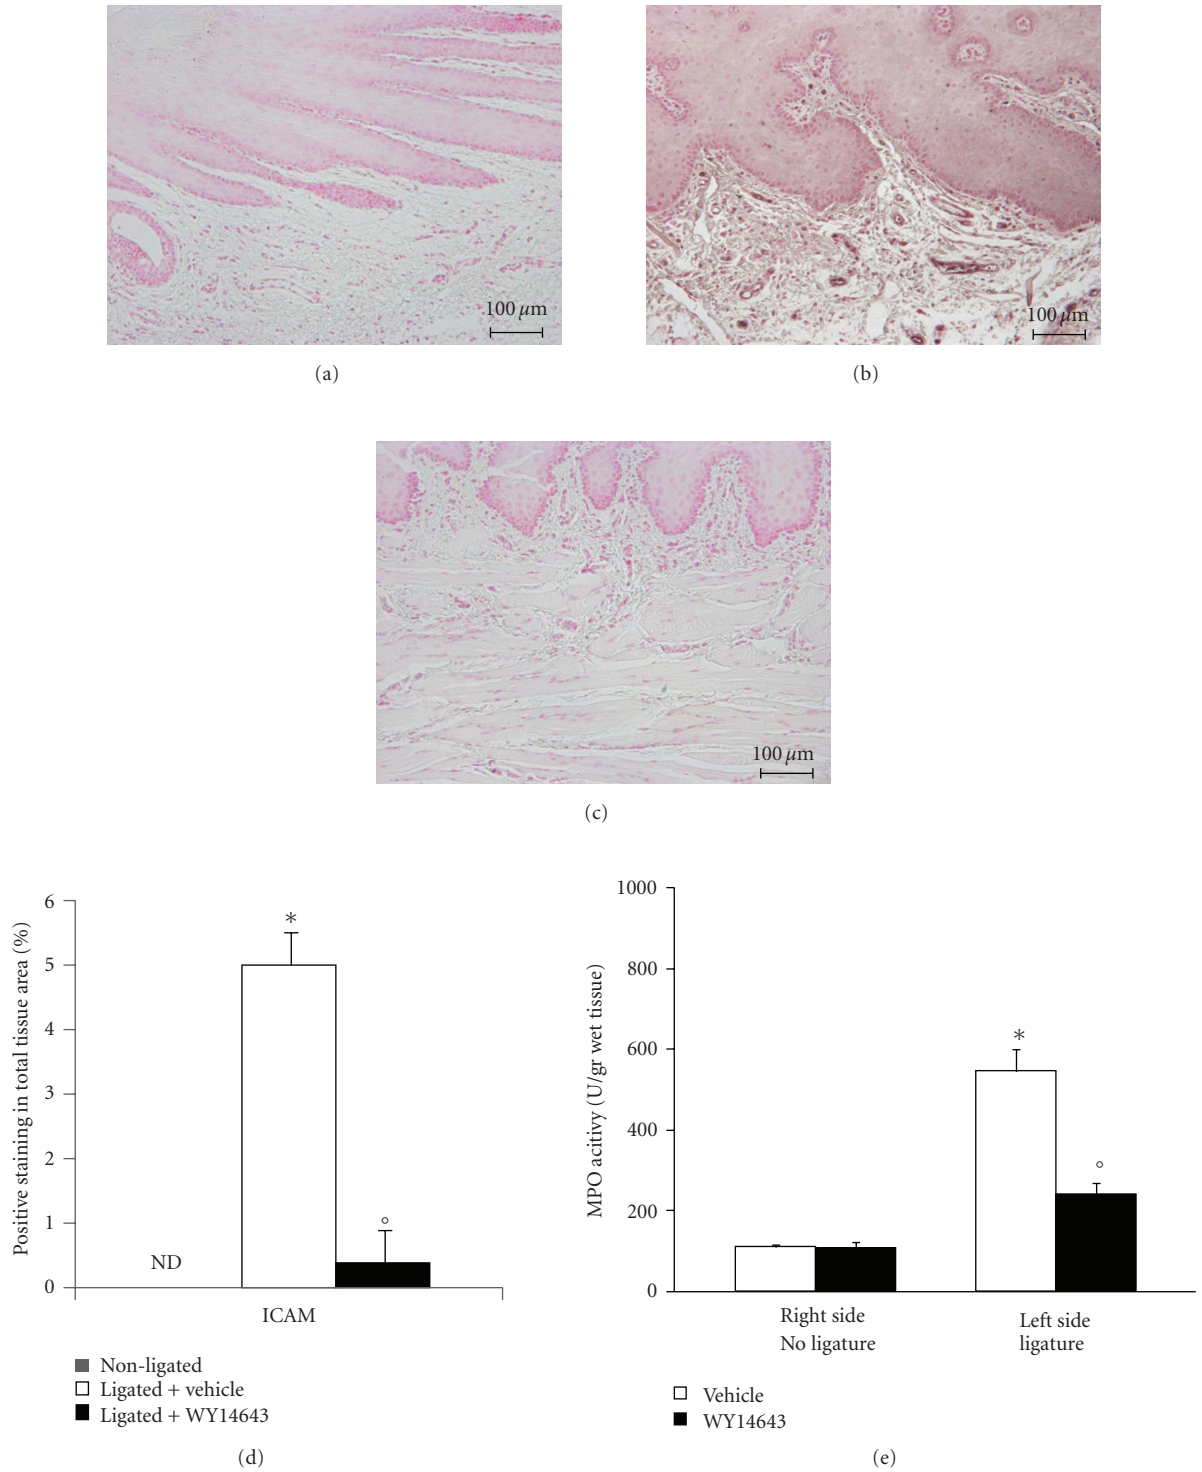 100 µm
100 µm
(a)
(b)
100 µm
(c)
Positive staining in total tissue area (%)
6
5
4
3
2
1
0
*
°
ND
ICAM
Non-ligated
Ligated + vehicle
Ligated + WY14643
(d)
MPO acitivy (U/gr wet tissue)
1000
800
600
400
200
0
*
°
Right side
No ligature
Left side
ligature
Vehicle
WY14643
(e)